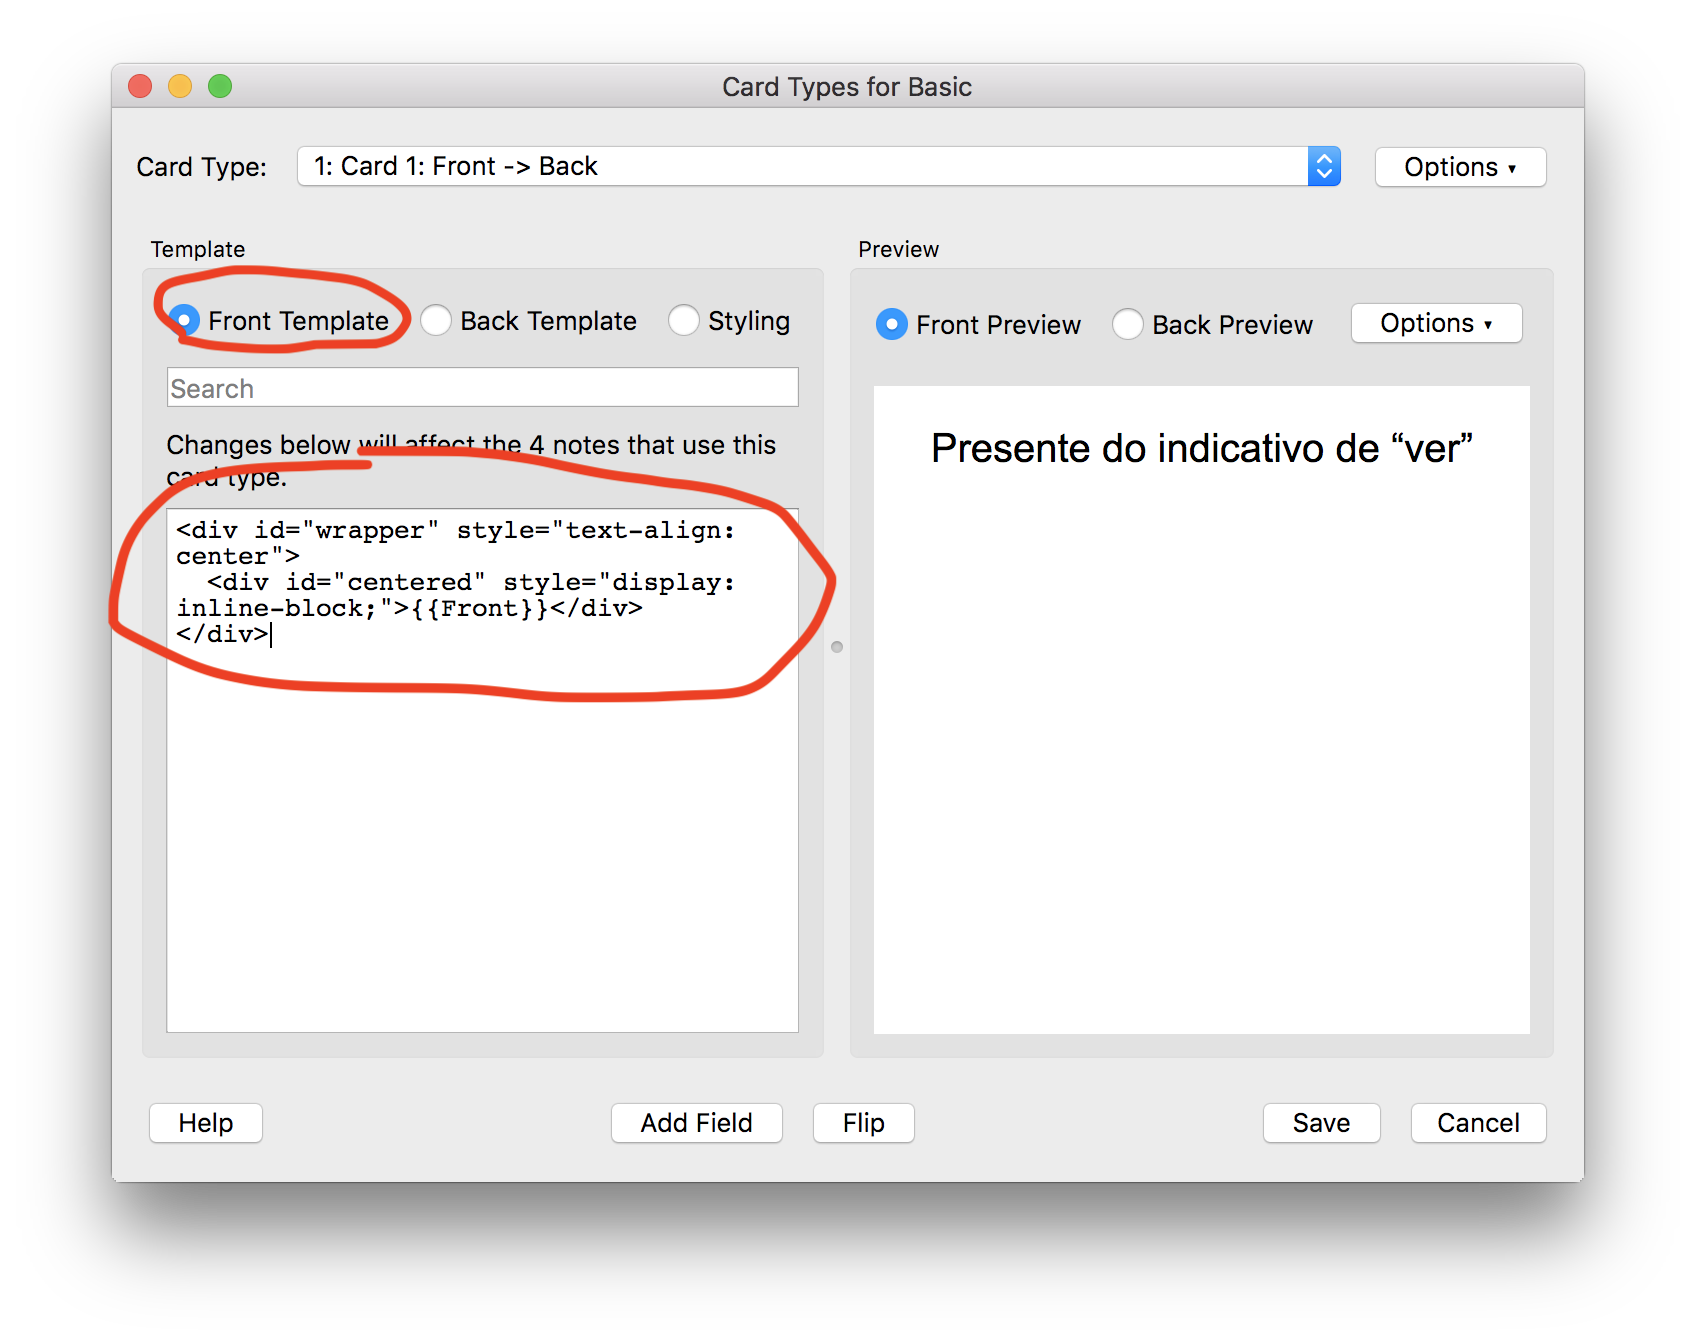 Card Types for Basic
Card Type:
1: Card 1: Front -> Back
Options ▾
Template
Front Template
Back Template
Styling
Search
Changes below will affect the 4 notes that use this
card type.
<div id="wrapper" style="text-align:
center">
  <div id="centered" style="display:
inline-block;">{{Front}}</div>
</div>
Preview
Front Preview
Back Preview
Options ▾
Presente do indicativo de “ver”
Help
Add Field
Flip
Save
Cancel